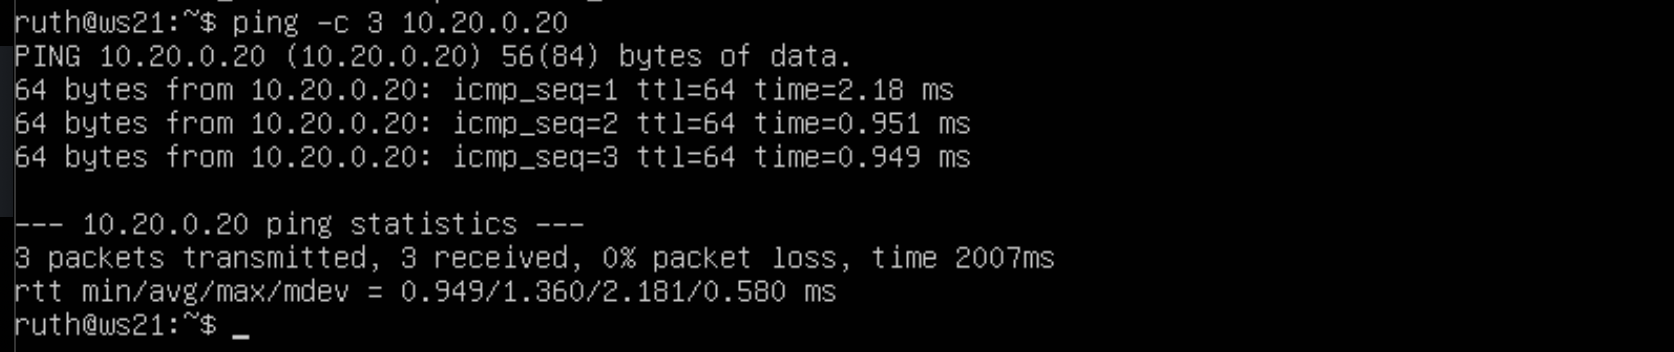 ruth@ws21:~$ ping -c 3 10.20.0.20
PING 10.20.0.20 (10.20.0.20) 56(84) bytes of data.
64 bytes from 10.20.0.20: icmp_seq=1 ttl=64 time=2.18 ms
64 bytes from 10.20.0.20: icmp_seq=2 ttl=64 time=0.951 ms
64 bytes from 10.20.0.20: icmp_seq=3 ttl=64 time=0.949 ms
--- 10.20.0.20 ping statistics ---
3 packets transmitted, 3 received, 0% packet loss, time 2007ms
rtt min/avg/max/mdev = 0.949/1.360/2.181/0.580 ms
ruth@ws21:~$ _